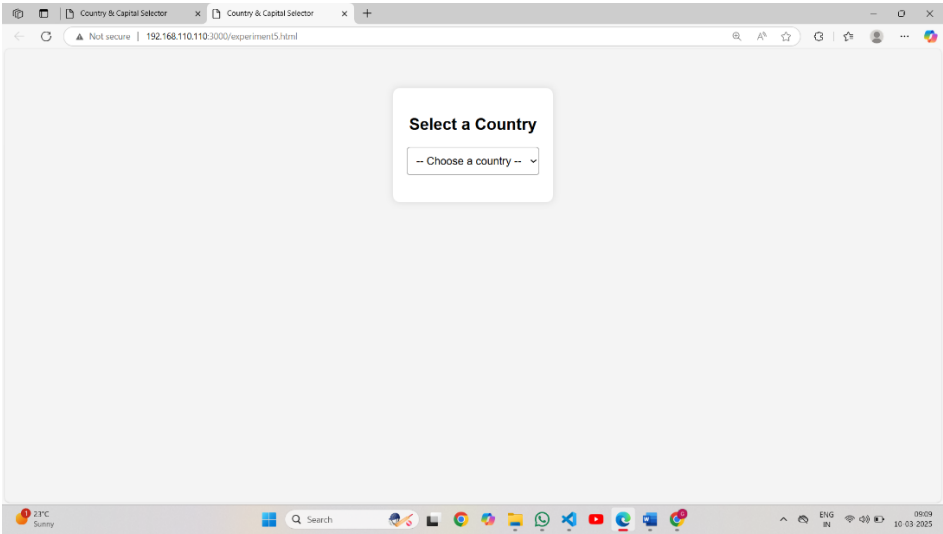 Country & Capital Selector
Country & Capital Selector
Not secure | 192.168.110.110:3000/experiment5.html
Select a Country
-- Choose a country --
1
23°C
Sunny
Search
ENG
IN
09:09
10-03-2025